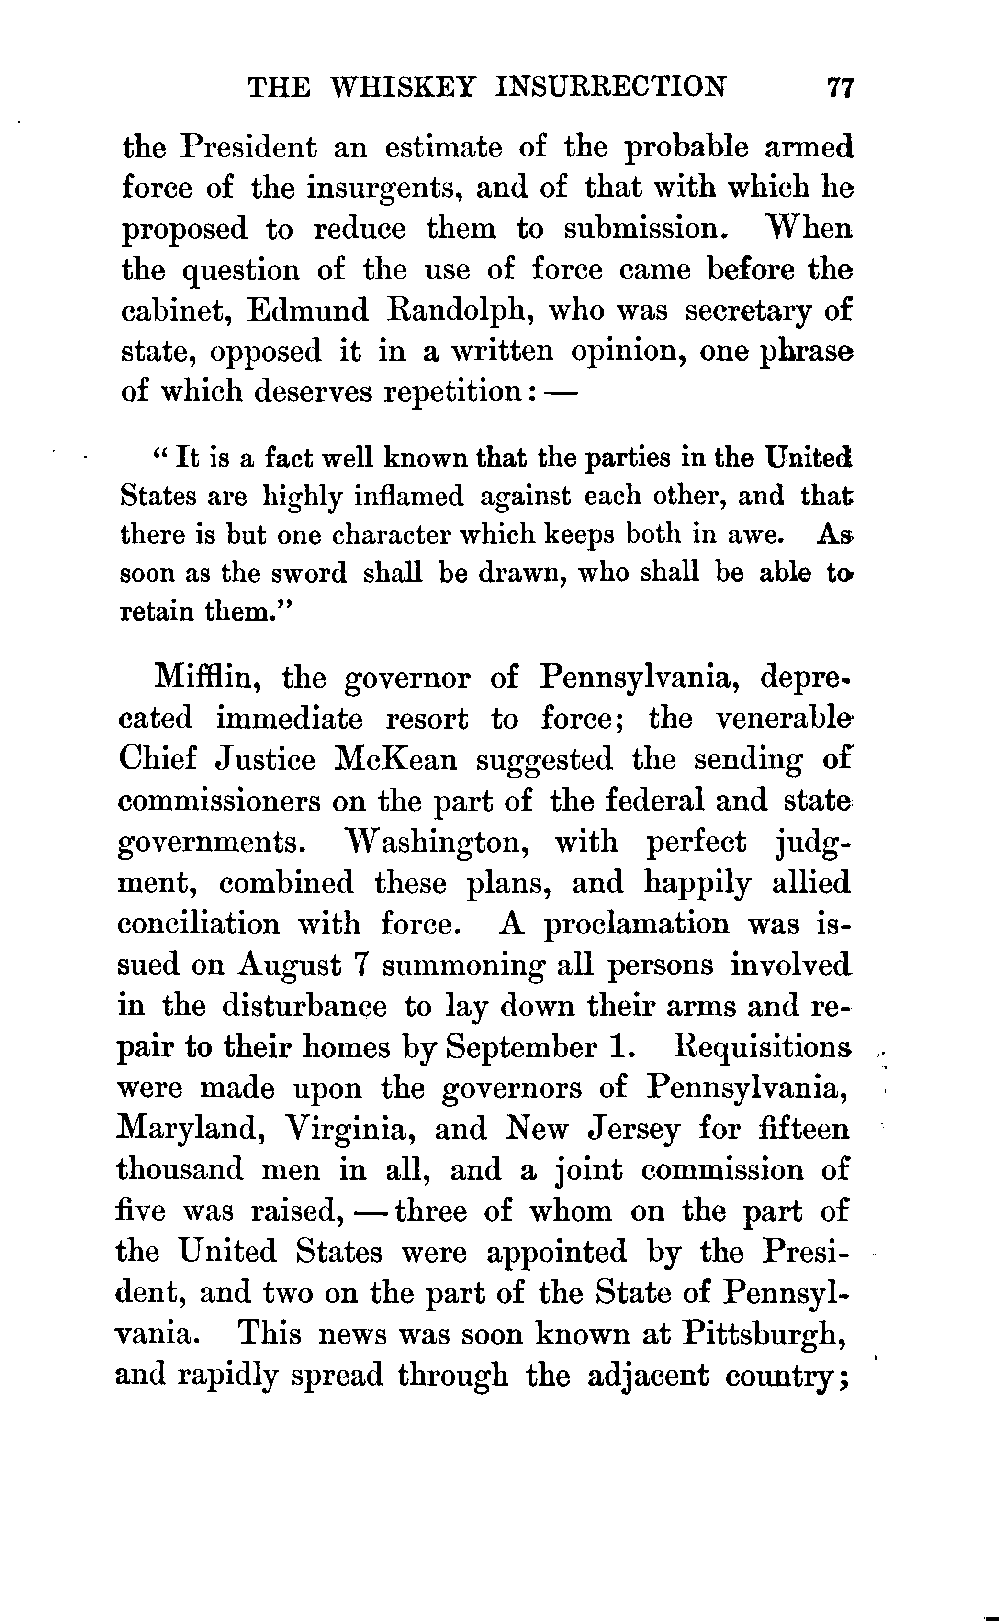 THE WHISKEY INSURRECTION 77
the President an estimate of the probable armed
force of the insurgents, and of that with which he
proposed to reduce them to submission. When
the question of the use of force came before the
cabinet, Edmund Randolph, who was secretary of
state, opposed it in a written opinion, one phrase
of which deserves repetition: —
“ It is a fact well known that the parties in the United
States are highly inflamed against each other, and that
there is but one character which keeps both in awe. As
soon as the sword shall be drawn, who shall be able to
retain them.”
Mifflin, the governor of Pennsylvania, depre-
cated immediate resort to force; the venerable
Chief Justice McKean suggested the sending of
commissioners on the part of the federal and state
governments. Washington, with perfect judg-
ment, combined these plans, and happily allied
conciliation with force. A proclamation was is-
sued on August 7 summoning all persons involved
in the disturbance to lay down their arms and re-
pair to their homes by September 1. Requisitions
were made upon the governors of Pennsylvania,
Maryland, Virginia, and New Jersey for fifteen
thousand men in all, and a joint commission of
five was raised, — three of whom on the part of
the United States were appointed by the Presi-
dent, and two on the part of the State of Pennsyl-
vania. This news was soon known at Pittsburgh,
and rapidly spread through the adjacent country;